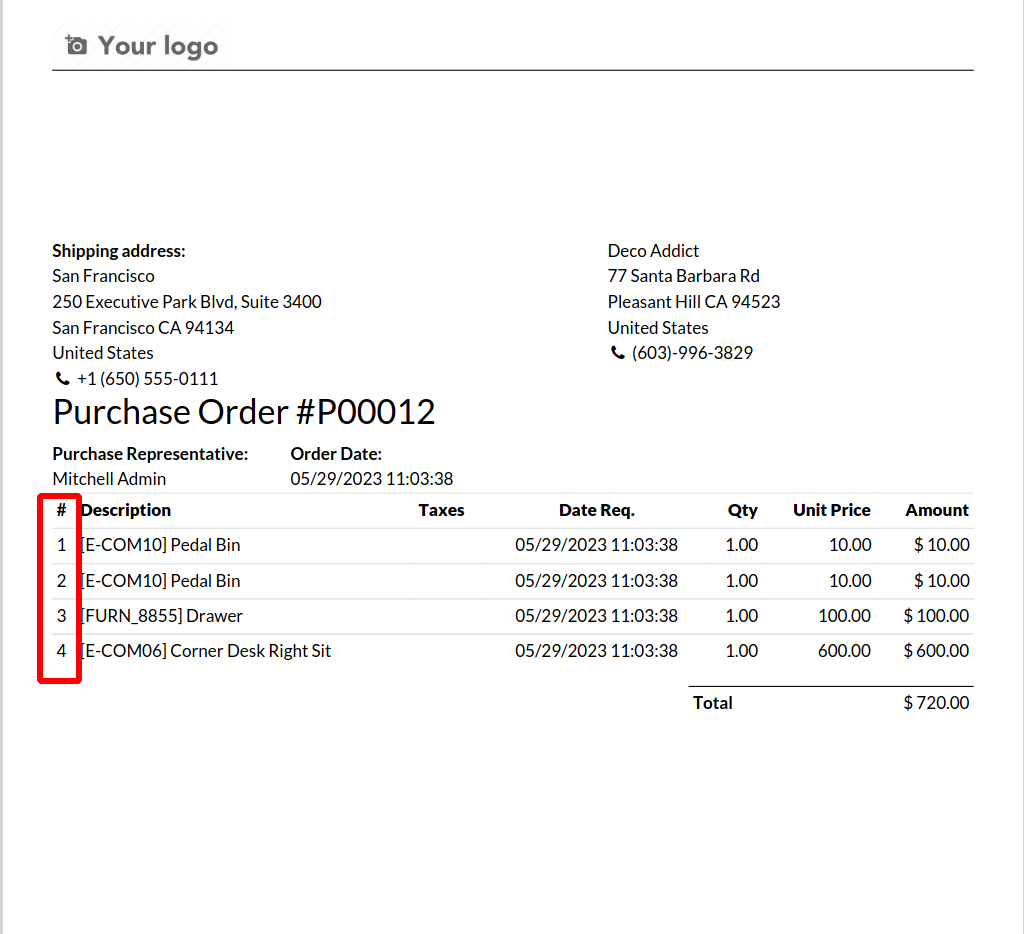 Your logo
Shipping address:
San Francisco
250 Executive Park Blvd, Suite 3400
San Francisco CA 94134
United States
+1 (650) 555-0111
Deco Addict
77 Santa Barbara Rd
Pleasant Hill CA 94523
United States
(603)-996-3829
Purchase Order #P00012
Purchase Representative:
Mitchell Admin
Order Date:
05/29/2023 11:03:38
# Description Taxes Date Req. Qty Unit Price Amount
1 [E-COM10] Pedal Bin 05/29/2023 11:03:38 1.00 10.00 $ 10.00
2 [E-COM10] Pedal Bin 05/29/2023 11:03:38 1.00 10.00 $ 10.00
3 [FURN_8855] Drawer 05/29/2023 11:03:38 1.00 100.00 $ 100.00
4 [E-COM06] Corner Desk Right Sit 05/29/2023 11:03:38 1.00 600.00 $ 600.00
Total $ 720.00